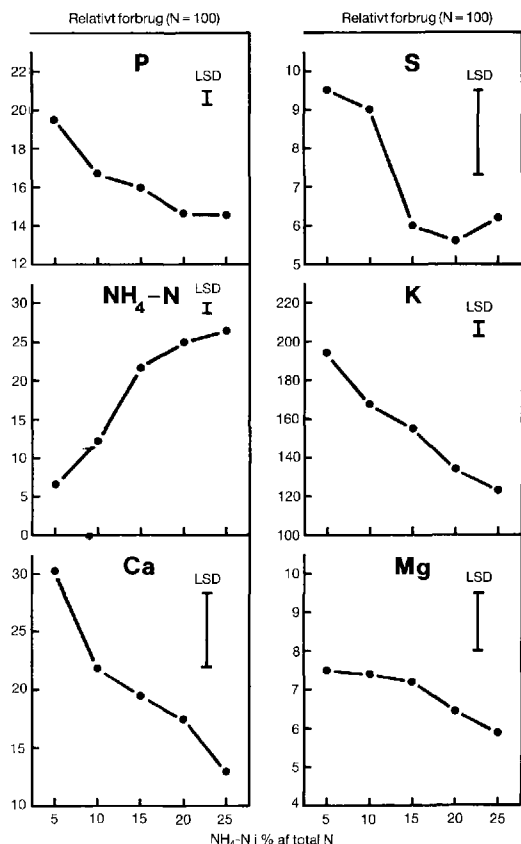 Relativt forbrug (N = 100)
P
LSD
22
20
18
16
14
12
NH₄-N
LSD
30
25
20
15
10
5
0
Ca
LSD
30
25
20
13
10
5 10 15 20 25
Relativt forbrug (N = 100)
S
LSD
10
9
8
7
6
5
K
LSD
220
200
180
160
140
120
100
Mg
LSD
10
9
8
7
6
5
4
5 10 15 20 25
NH₄-N i % af total N